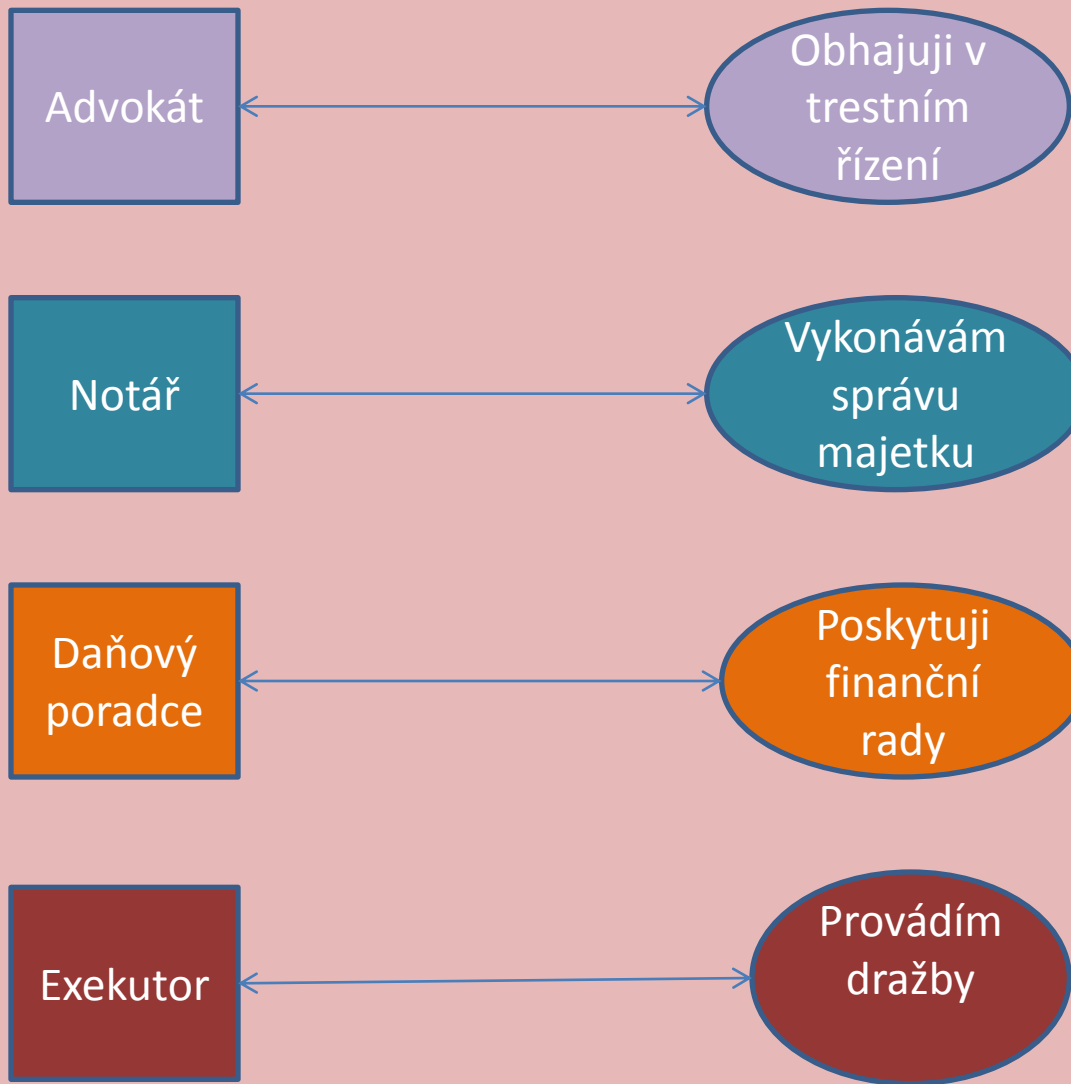 Advokát
Obhajuji v
trestním
řízení
Notář
Vykonávám
správu
majetku
Daňový
poradce
Poskytuji
finanční
rady
Exekutor
Provádím
dražby